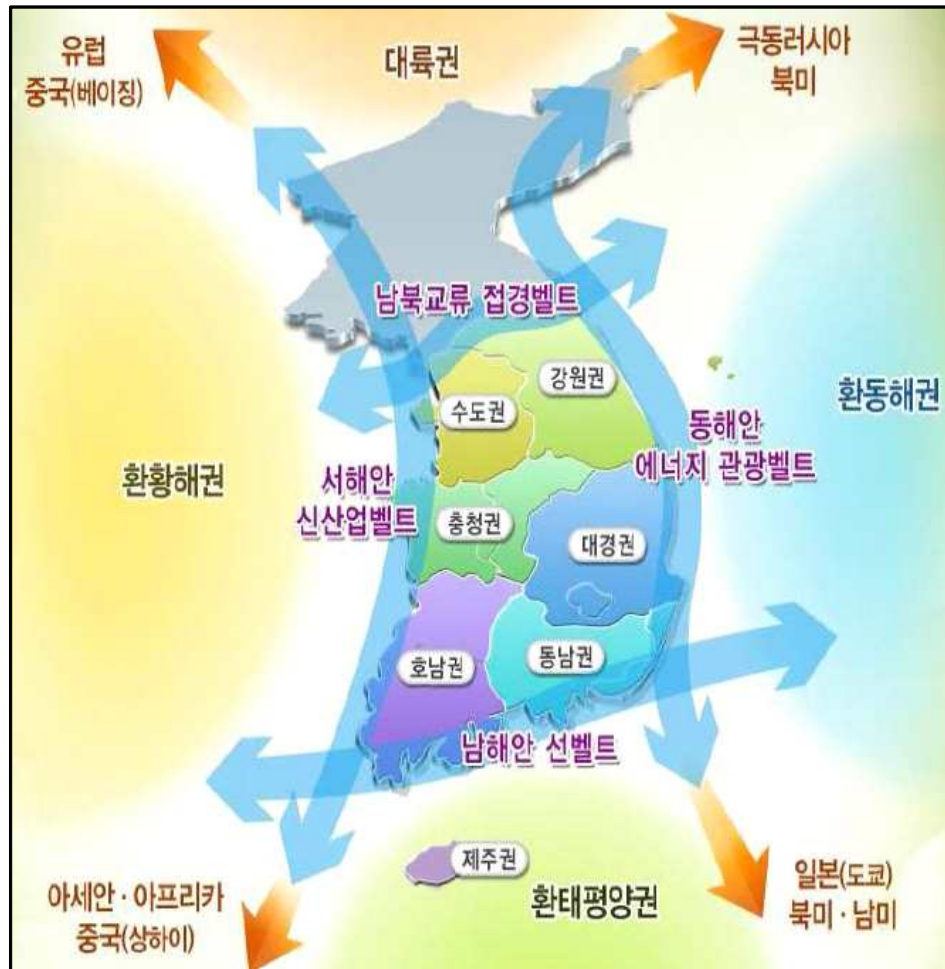 유럽
중국(베이징)
대륙권
극동러시아
북미
남북교류 접경벨트
강원권
수도권
환동해권
동해안
에너지 관광벨트
환황해권
서해안
신산업벨트
충청권
대경권
호남권
동남권
남해안 선벨트
제주권
아세안 · 아프리카
중국(상하이)
환태평양권
일본(도쿄)
북미 · 남미